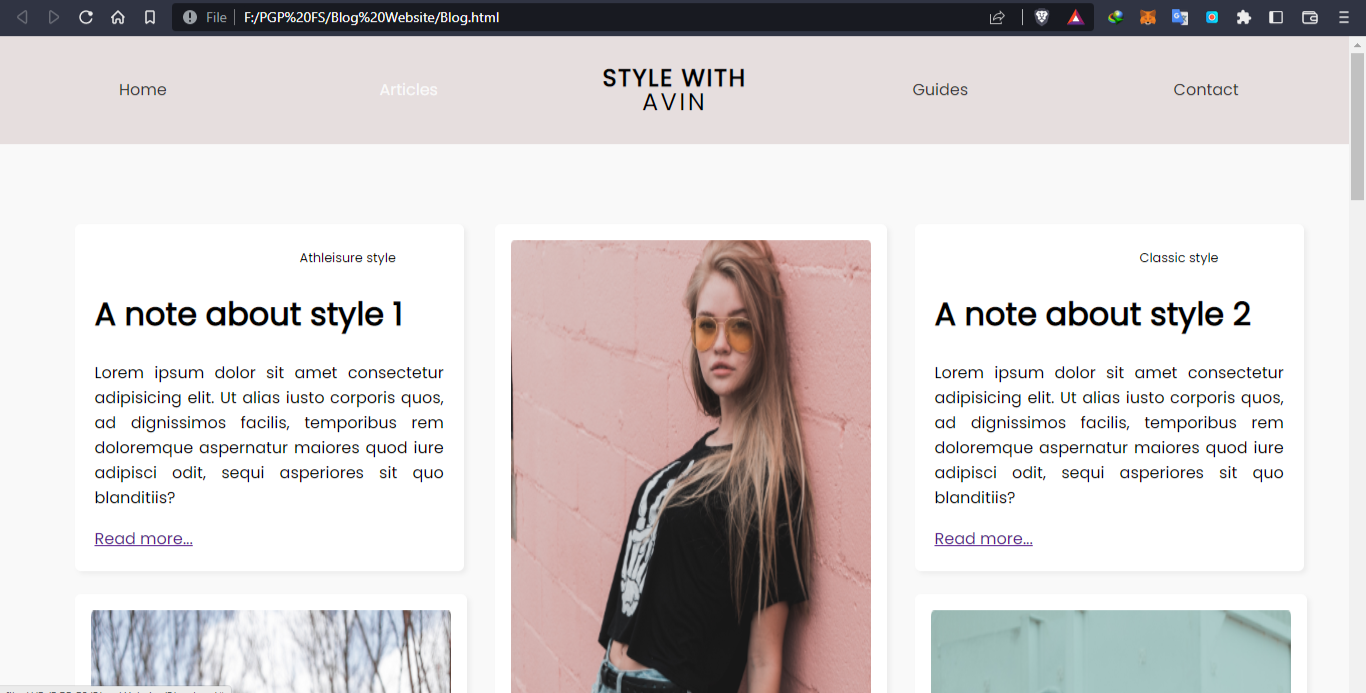 File
F:/PGP%20FS/Blog%20Website/Blog.html
Home
Articles
STYLE WITH
AVIN
Guides
Contact
Athleisure style
A note about style 1
Lorem ipsum dolor sit amet consectetur
adipisicing elit. Ut alias iusto corporis quos,
ad dignissimos facilis, temporibus rem
doloremque aspernatur maiores quod iure
adipisci odit, sequi asperiores sit quo
blanditiis?
Read more...
Classic style
A note about style 2
Lorem ipsum dolor sit amet consectetur
adipisicing elit. Ut alias iusto corporis quos,
ad dignissimos facilis, temporibus rem
doloremque aspernatur maiores quod iure
adipisci odit, sequi asperiores sit quo
blanditiis?
Read more...